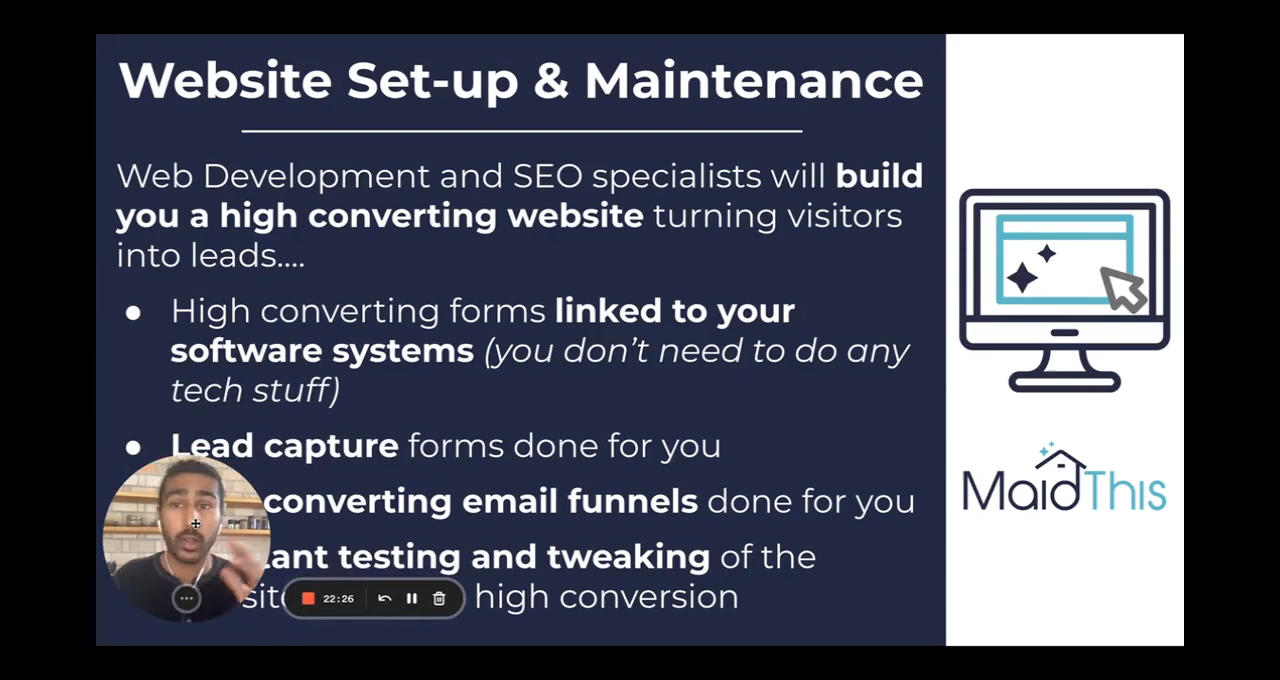 Website Set-up & Maintenance
Web Development and SEO specialists will build
you a high converting website turning visitors
into leads....
● High converting forms linked to your
software systems (you don't need to do any
tech stuff)
● Lead capture forms done for you
converting email funnels done for you
testing and tweaking of the
high conversion
22:26
MaidThis